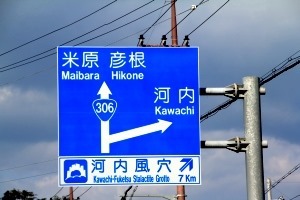 米原 彦根
Maibara Hikone
河内
Kawachi
306
河内風穴
Kawachi-Fuketsu Stalactite Grotto 7 Km